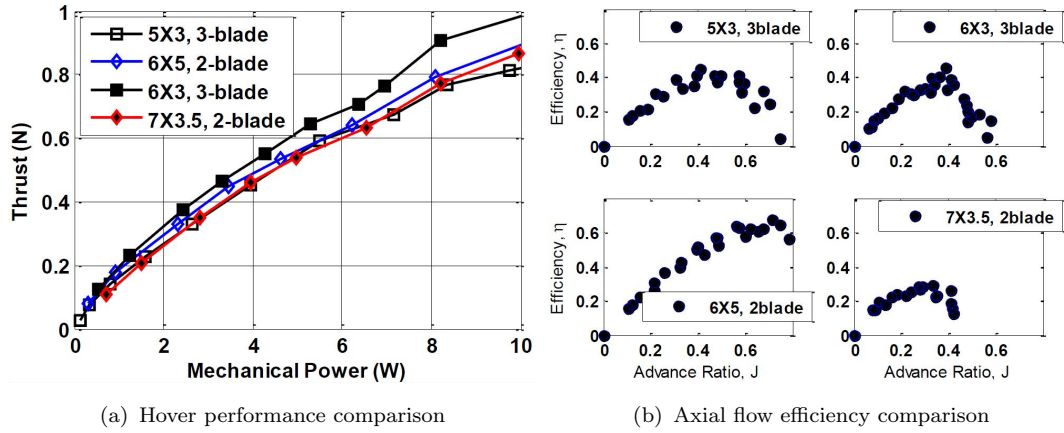 1
0.8
0.6
0.4
0.2
0
Thrust (N)
5X3, 3-blade
6X5, 2-blade
6X3, 3-blade
7X3.5, 2-blade
0 2 4 6 8 10
Mechanical Power (W)
(a) Hover performance comparison
5X3, 3blade
0.6
0.4
0.2
0
Efficiency, η
0 0.2 0.4 0.6
6X3, 3blade
0.6
0.4
0.2
0
0 0.2 0.4 0.6
6X5, 2blade
0.6
0.4
0.2
0
Efficiency, η
0 0.2 0.4 0.6
Advance Ratio, J
7X3.5, 2blade
0.6
0.4
0.2
0
0 0.2 0.4 0.6
Advance Ratio, J
(b) Axial flow efficiency comparison